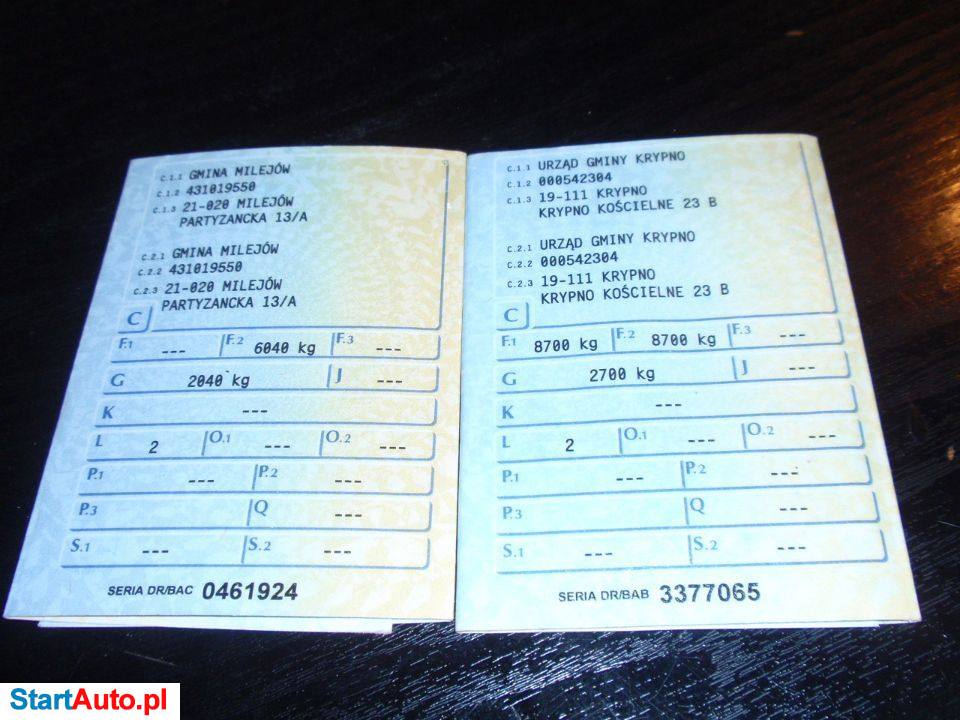 C.1.1 GMINA MILEJÓW
C.1.2 431019550
C.1.3 21-020 MILEJÓW
PARTYZANCKA 13/A
C.2.1 GMINA MILEJÓW
C.2.2 431019550
C.2.3 21-020 MILEJÓW
PARTYZANCKA 13/A
C
F.1 --- F.2 6040 kg F.3 ---
G 2040 kg J ---
K ---
L 2 O.1 --- O.2 ---
P.1 --- P.2 ---
P.3 Q ---
S.1 --- S.2 ---
SERIA DR/BAC 0461924
C.1.1 URZĄD GMINY KRYPNO
C.1.2 000542304
C.1.3 19-111 KRYPNO
KRYPNO KOŚCIELNE 23 B
C.2.1 URZĄD GMINY KRYPNO
C.2.2 000542304
C.2.3 19-111 KRYPNO
KRYPNO KOŚCIELNE 23 B
C
F.1 8700 kg F.2 8700 kg F.3 ---
G 2700 kg J ---
K ---
L 2 O.1 --- O.2 ---
P.1 --- P.2 ---
P.3 Q ---
S.1 --- S.2 ---
SERIA DR/BAB 3377065
StartAuto.pl